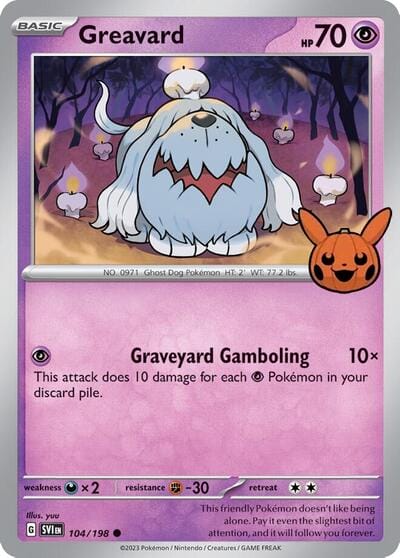 BASIC
Greavard
HP 70
NO. 0971 Ghost Dog Pokémon HT: 2' WT: 77.2 lbs.
Graveyard Gamboling 10×
This attack does 10 damage for each Pokémon in your
discard pile.
weakness ×2 resistance -30 retreat
Illus. yuu
G SVI EN 104/198
This friendly Pokémon doesn't like being
alone. Pay it even the slightest bit of
attention, and it will follow you forever.
©2023 Pokémon / Nintendo / Creatures / GAME FREAK